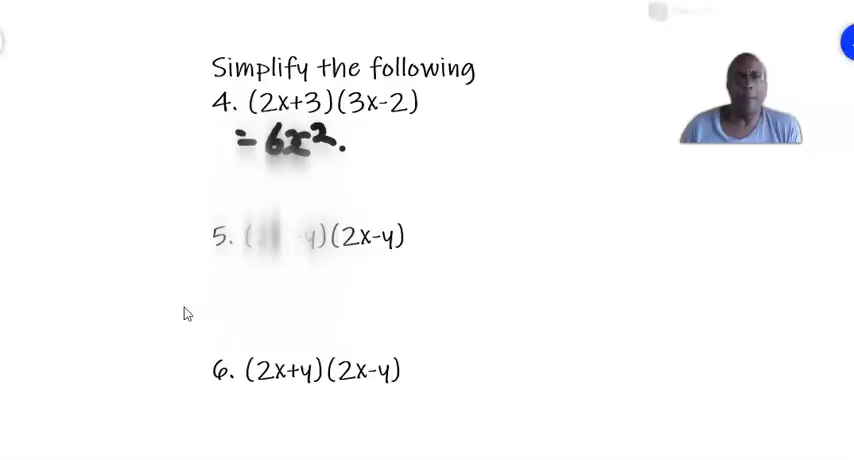 Simplify the following
4. (2x+3)(3x-2)
= 6x².
5. -y)(2x-y)
6. (2x+y)(2x-y)